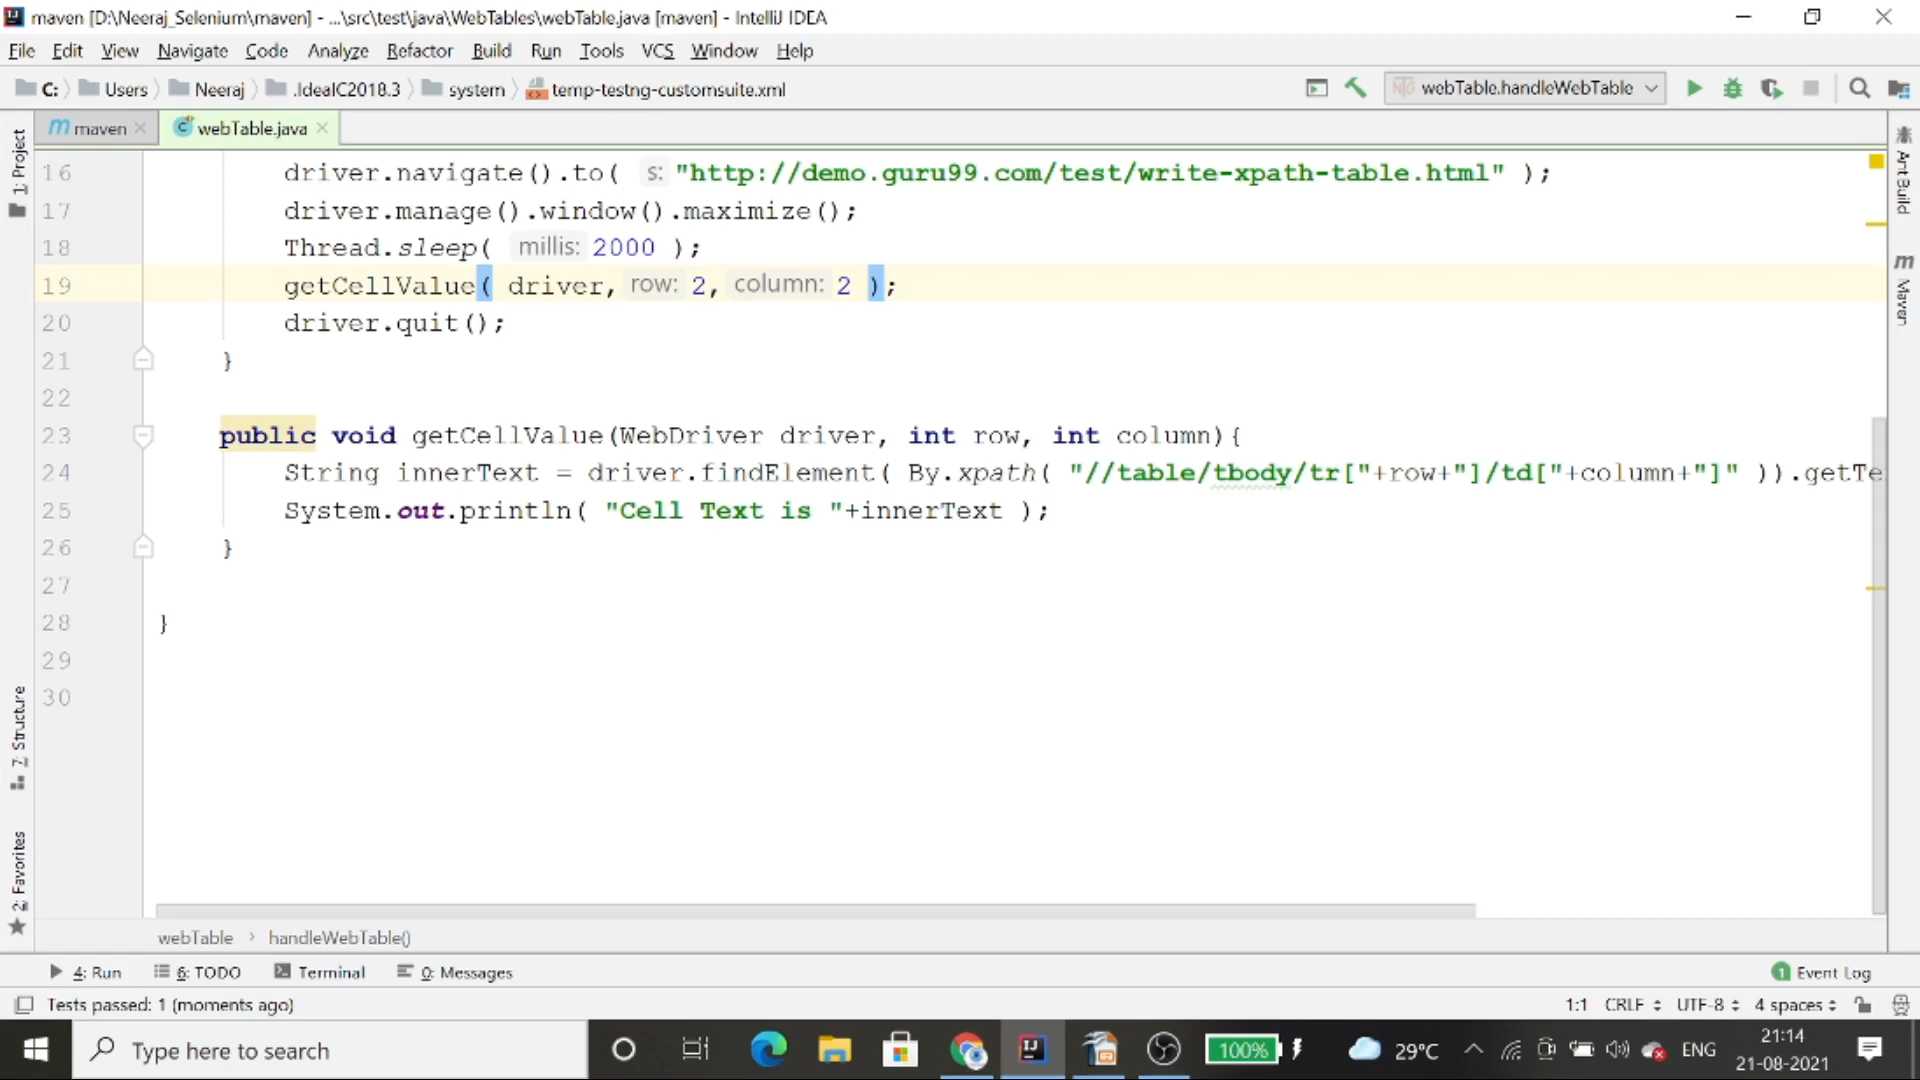 maven [D:\Neeraj_Selenium\maven] - ...\src\test\java\WebTables\webTable.java [maven] - IntelliJ IDEA
File Edit View Navigate Code Analyze Refactor Build Run Tools VCS Window Help
C: Users Neeraj .IdeaIC2018.3 system temp-testng-customsuite.xml webTable.handleWebTable
maven webTable.java
1: Project
7: Structure
2: Favorites
Ant Build
Maven
16 driver.navigate().to( s: "http://demo.guru99.com/test/write-xpath-table.html" );
17 driver.manage().window().maximize();
18 Thread.sleep( millis: 2000 );
19 getCellValue( driver, row: 2, column: 2 );
20 driver.quit();
21 }
22
23 public void getCellValue(WebDriver driver, int row, int column){
24 String innerText = driver.findElement( By.xpath( "//table/tbody/tr["+row+"]/td["+column+"]" )).getTe
25 System.out.println( "Cell Text is "+innerText );
26 }
27
28 }
29
30
webTable > handleWebTable()
4: Run 6: TODO Terminal 0: Messages 1 Event Log
Tests passed: 1 (moments ago) 1:1 CRLF UTF-8 4 spaces
Type here to search 100% 29°C ENG 21:14
21-08-2021